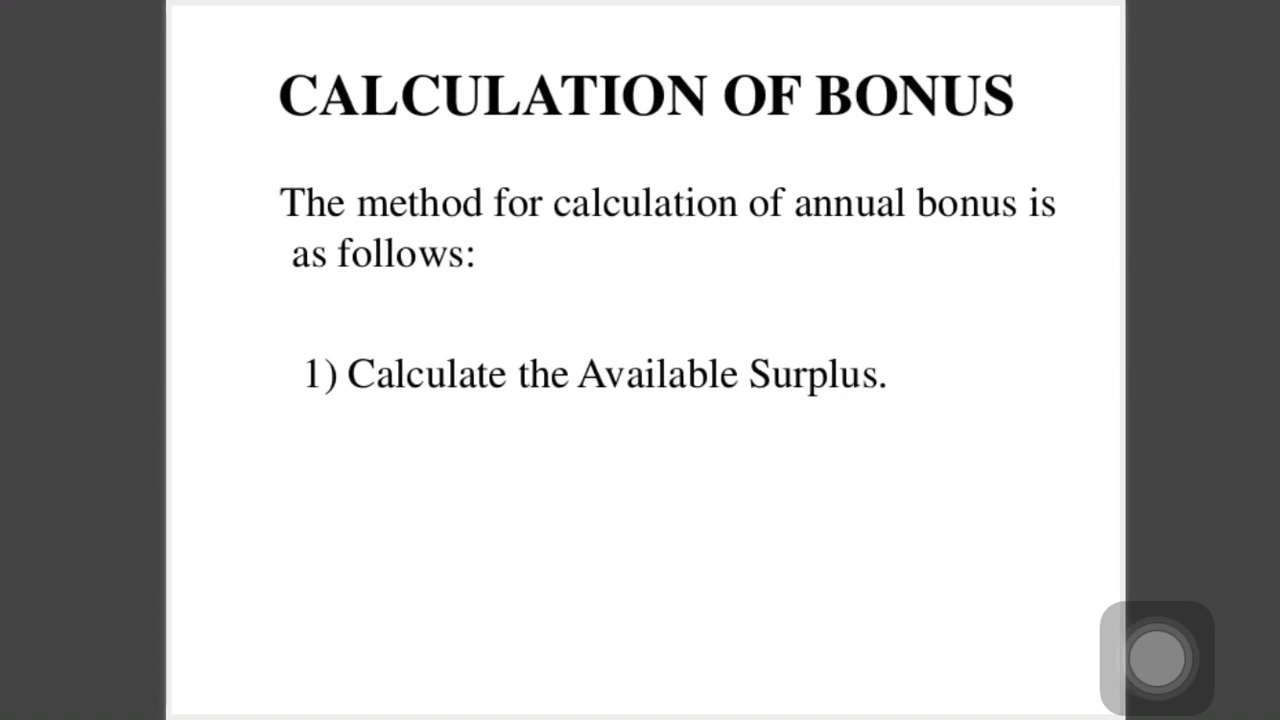 CALCULATION OF BONUS
The method for calculation of annual bonus is
as follows:
1) Calculate the Available Surplus.